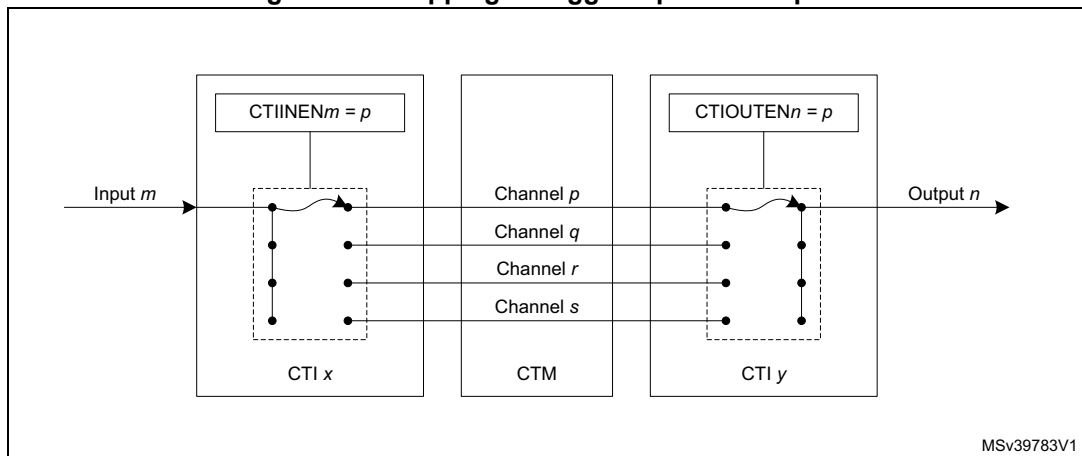 CTIINENm = p
CTIOUTENn = p
Input m
Channel p
Output n
Channel q
Channel r
Channel s
CTI x
CTM
CTI y
MSv39783V1